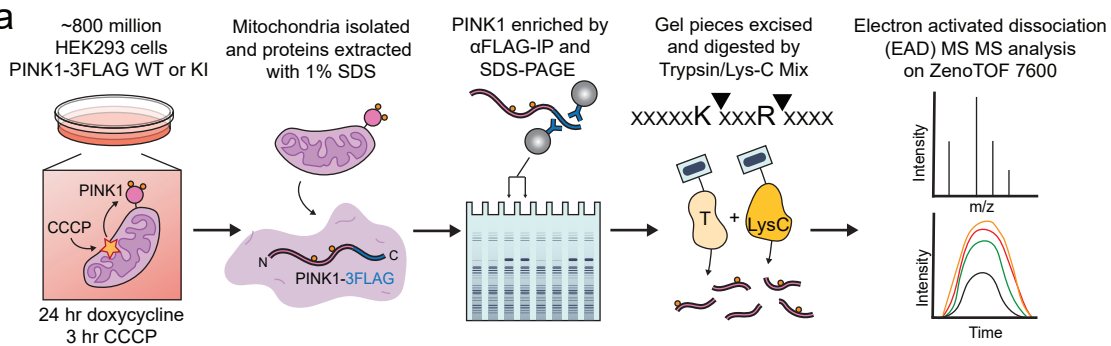 a
~800 million
HEK293 cells
PINK1-3FLAG WT or KI
PINK1
CCCP
24 hr doxycycline
3 hr CCCP
Mitochondria isolated
and proteins extracted
with 1% SDS
N
C
PINK1-3FLAG
PINK1 enriched by
αFLAG-IP and
SDS-PAGE
Gel pieces excised
and digested by
Trypsin/Lys-C Mix
xxxxxKxxxRxxxx
T + LysC
Electron activated dissociation
(EAD) MS MS analysis
on ZenoTOF 7600
Intensity
m/z
Intensity
Time